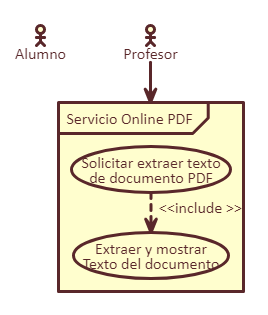 Alumno
Profesor
Servicio Online PDF
Solicitar extraer texto
de documento PDF
<<include >>
Extraer y mostrar
Texto del documento